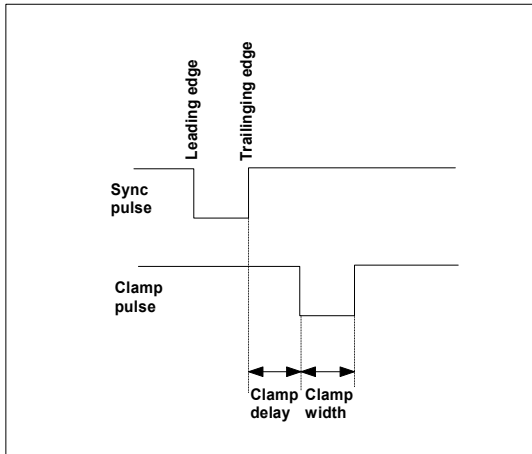 Leading edge
Trailinging edge
Sync
pulse
Clamp
pulse
Clamp
delay
Clamp
width